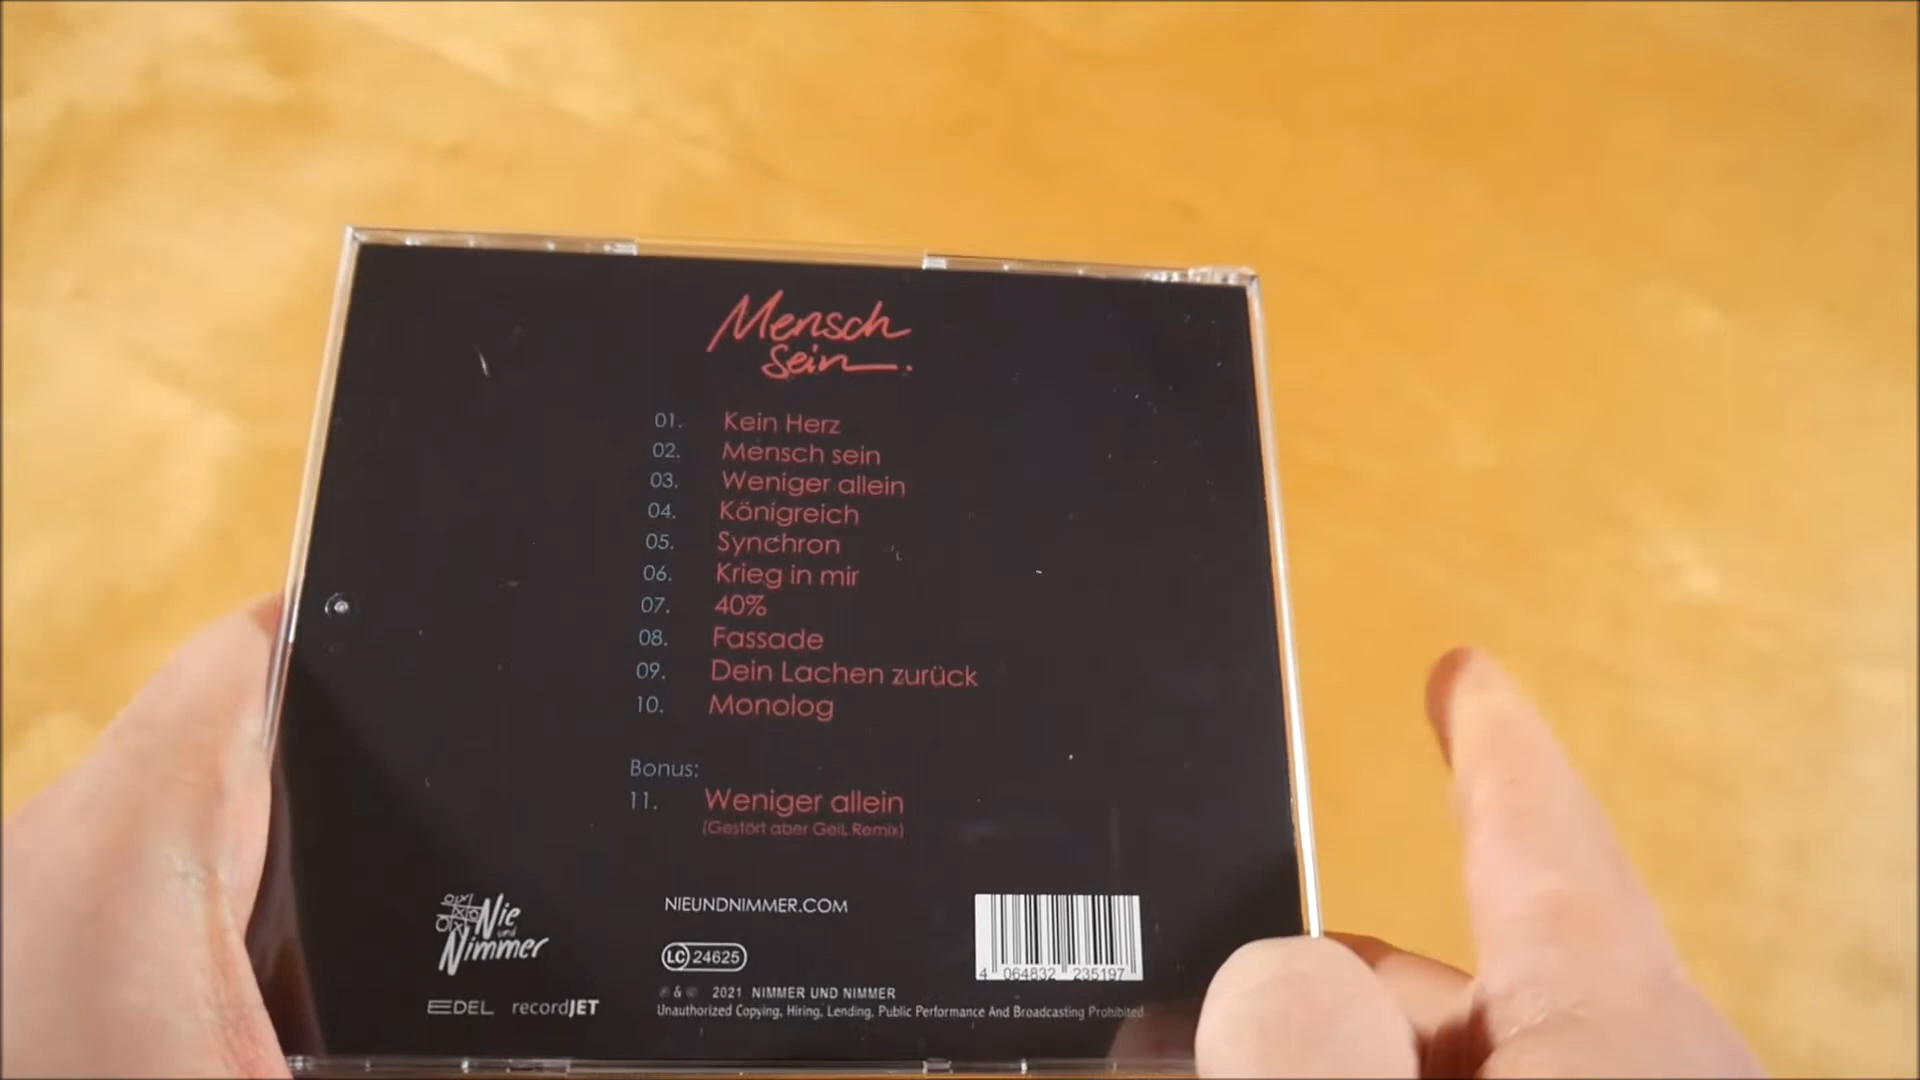 Mensch
sein.
01. Kein Herz
02. Mensch sein
03. Weniger allein
04. Königreich
05. Synchron
06. Krieg in mir
07. 40%
08. Fassade
09. Dein Lachen zurück
10. Monolog
Bonus:
11. Weniger allein
(Gestört aber GeiL Remix)
Nie
und
Nimmer
NIEUNDNIMMER.COM
LC 24625
4 064832 235197
EDEL recordJET
℗ & © 2021 NIMMER UND NIMMER
Unauthorized Copying, Hiring, Lending, Public Performance And Broadcasting Prohibited